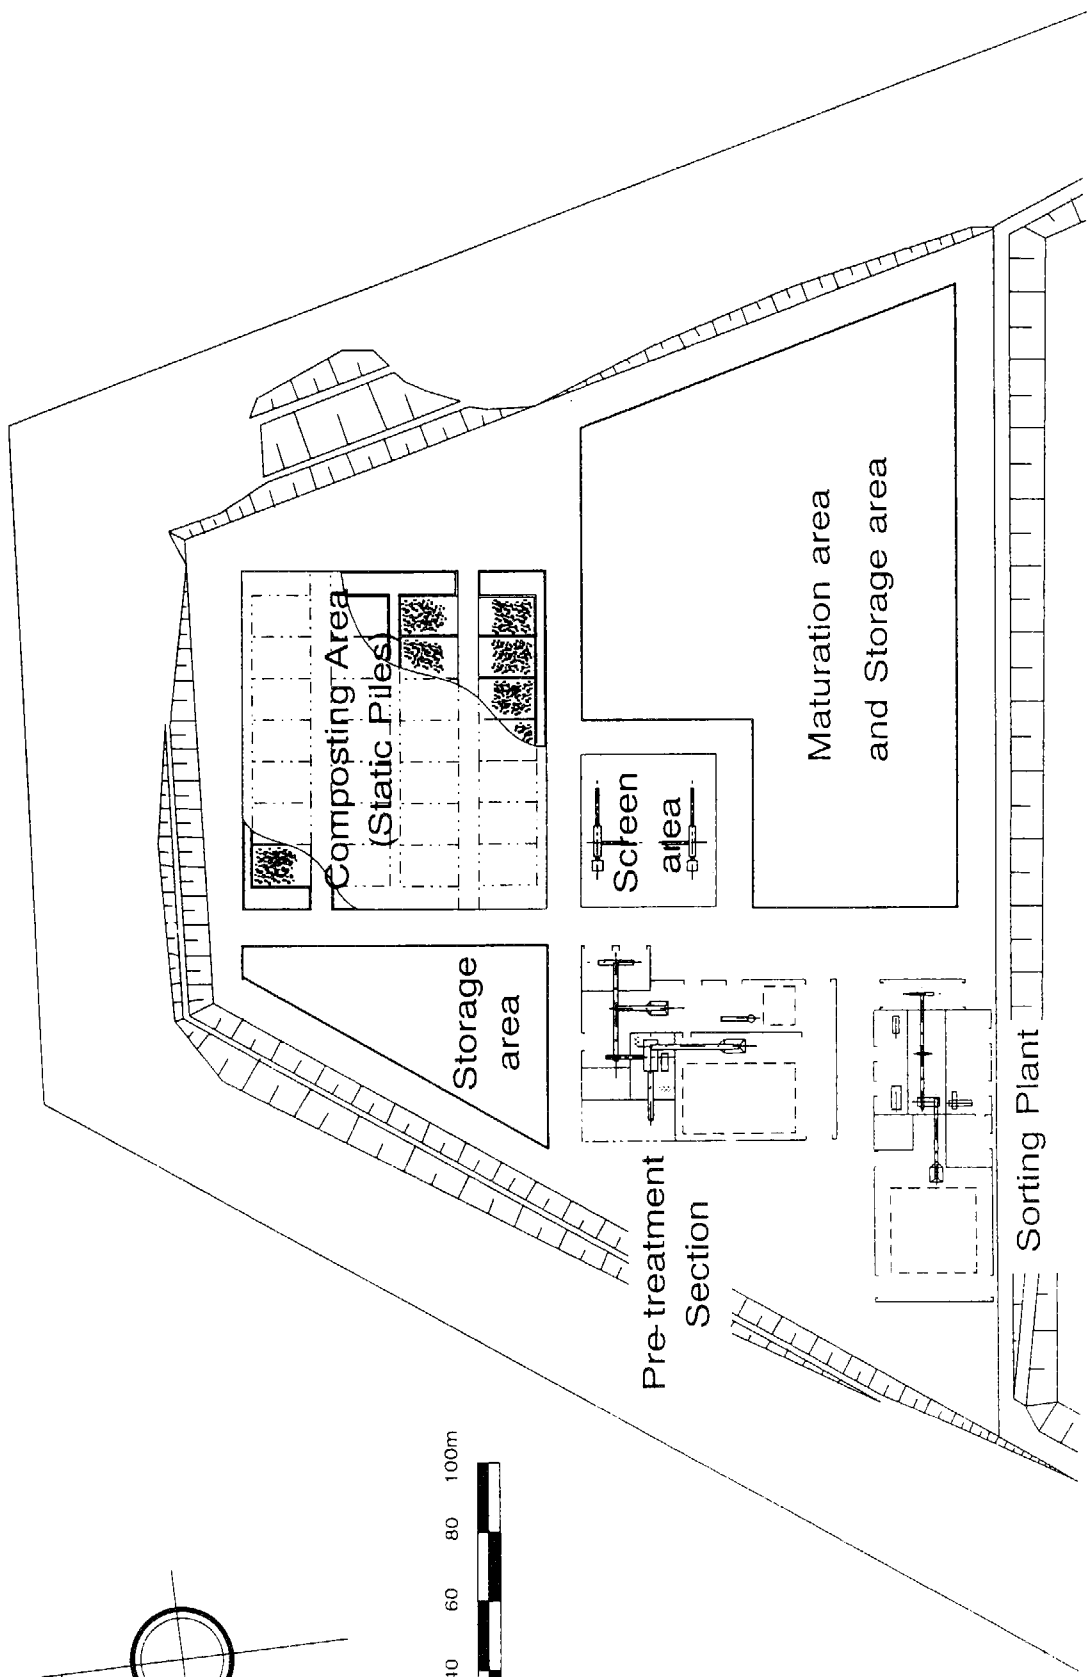 Composting Area
(Static Piles)
Storage
area
Screen
area
Maturation area
and Storage area
Pre-treatment
Section
Sorting Plant
40
60
80
100m